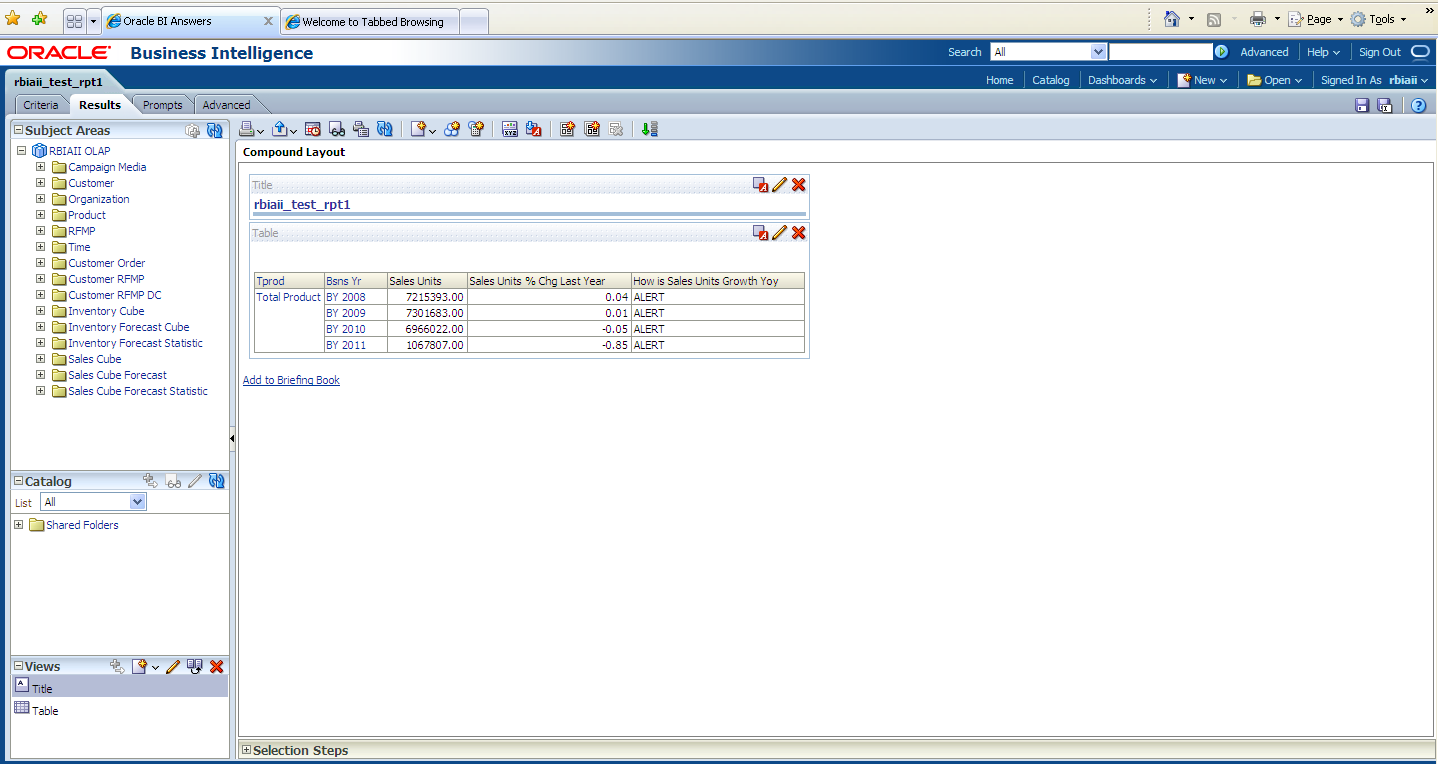 Oracle BI Answers
Welcome to Tabbed Browsing
Page
Tools
ORACLE Business Intelligence
Search All Advanced Help Sign Out
rbiaii_test_rpt1
Home Catalog Dashboards New Open Signed In As rbiaii
Criteria Results Prompts Advanced
Subject Areas
RBIAII OLAP
Campaign Media
Customer
Organization
Product
RFMP
Time
Customer Order
Customer RFMP
Customer RFMP DC
Inventory Cube
Inventory Forecast Cube
Inventory Forecast Statistic
Sales Cube
Sales Cube Forecast
Sales Cube Forecast Statistic
Catalog
List All
Shared Folders
Views
Title
Table
Compound Layout
Title
rbiaii_test_rpt1
Table
Tprod Bsns Yr Sales Units Sales Units % Chg Last Year How is Sales Units Growth Yoy
Total Product BY 2008 7215393.00 0.04 ALERT
BY 2009 7301683.00 0.01 ALERT
BY 2010 6966022.00 -0.05 ALERT
BY 2011 1067807.00 -0.85 ALERT
Add to Briefing Book
Selection Steps